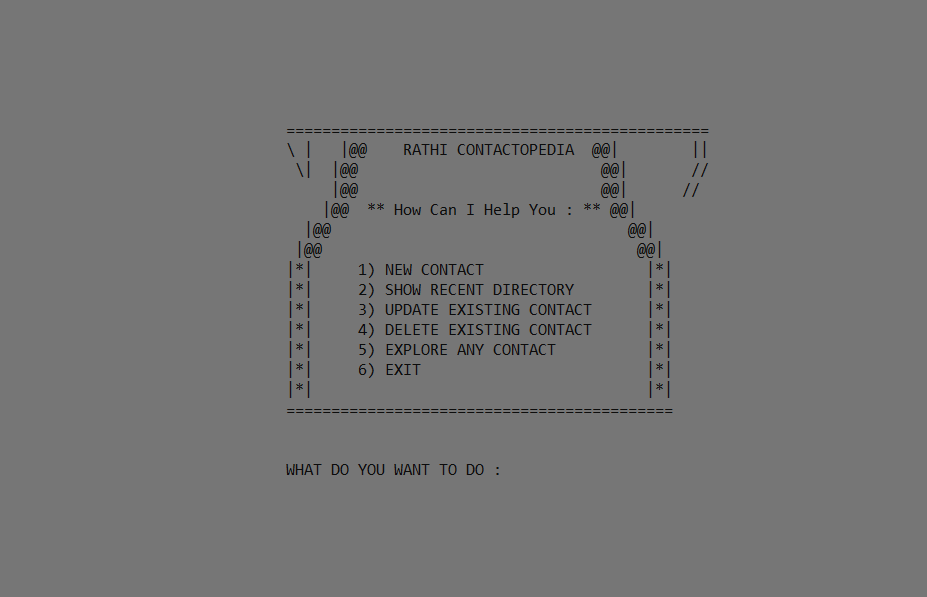 ===============================================
\ |   |@@    RATHI CONTACTOPEDIA  @@|        ||
 \|  |@@                           @@|       //
     |@@                           @@|      //
    |@@  ** How Can I Help You : ** @@|
  |@@                                 @@|
 |@@                                   @@|
|*|     1) NEW CONTACT                  |*|
|*|     2) SHOW RECENT DIRECTORY        |*|
|*|     3) UPDATE EXISTING CONTACT      |*|
|*|     4) DELETE EXISTING CONTACT      |*|
|*|     5) EXPLORE ANY CONTACT          |*|
|*|     6) EXIT                         |*|
|*|                                     |*|
===========================================
WHAT DO YOU WANT TO DO :